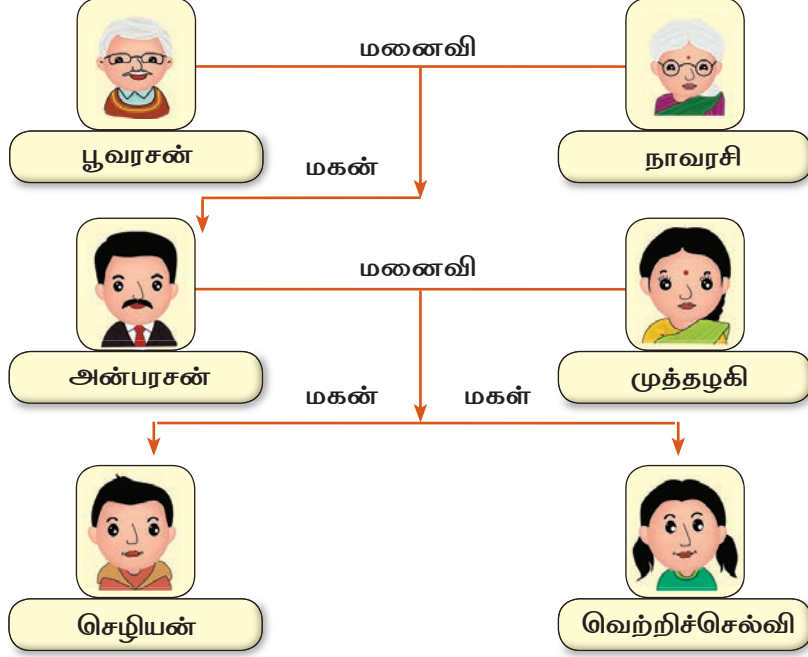 மனைவி
பூவரசன்
நாவரசி
மகன்
மனைவி
அன்பரசன்
முத்தழகி
மகன்
மகள்
செழியன்
வெற்றிச்செல்வி